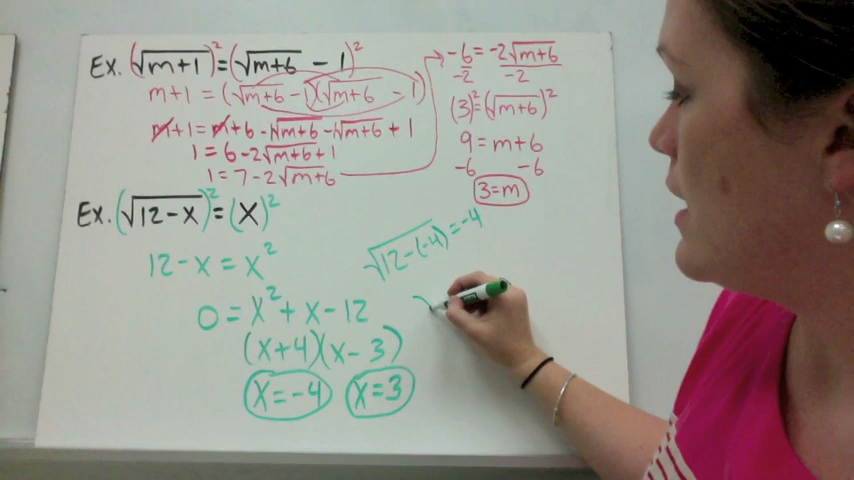 Ex. (√m+1)² = (√m+6 - 1)²
m+1 = (√m+6 - 1)(√m+6 - 1)
m+1 = m+6 - √m+6 - √m+6 + 1
1 = 6 - 2√m+6 + 1
1 = 7 - 2√m+6
-6 = -2√m+6
-2 -2
(3)² = (√m+6)²
9 = m+6
-6 -6
3 = m
Ex. (√12-x)² = (x)²
12 - x = x²
0 = x² + x - 12
(x+4)(x-3)
x = -4 x = 3
√12-(-4) = -4